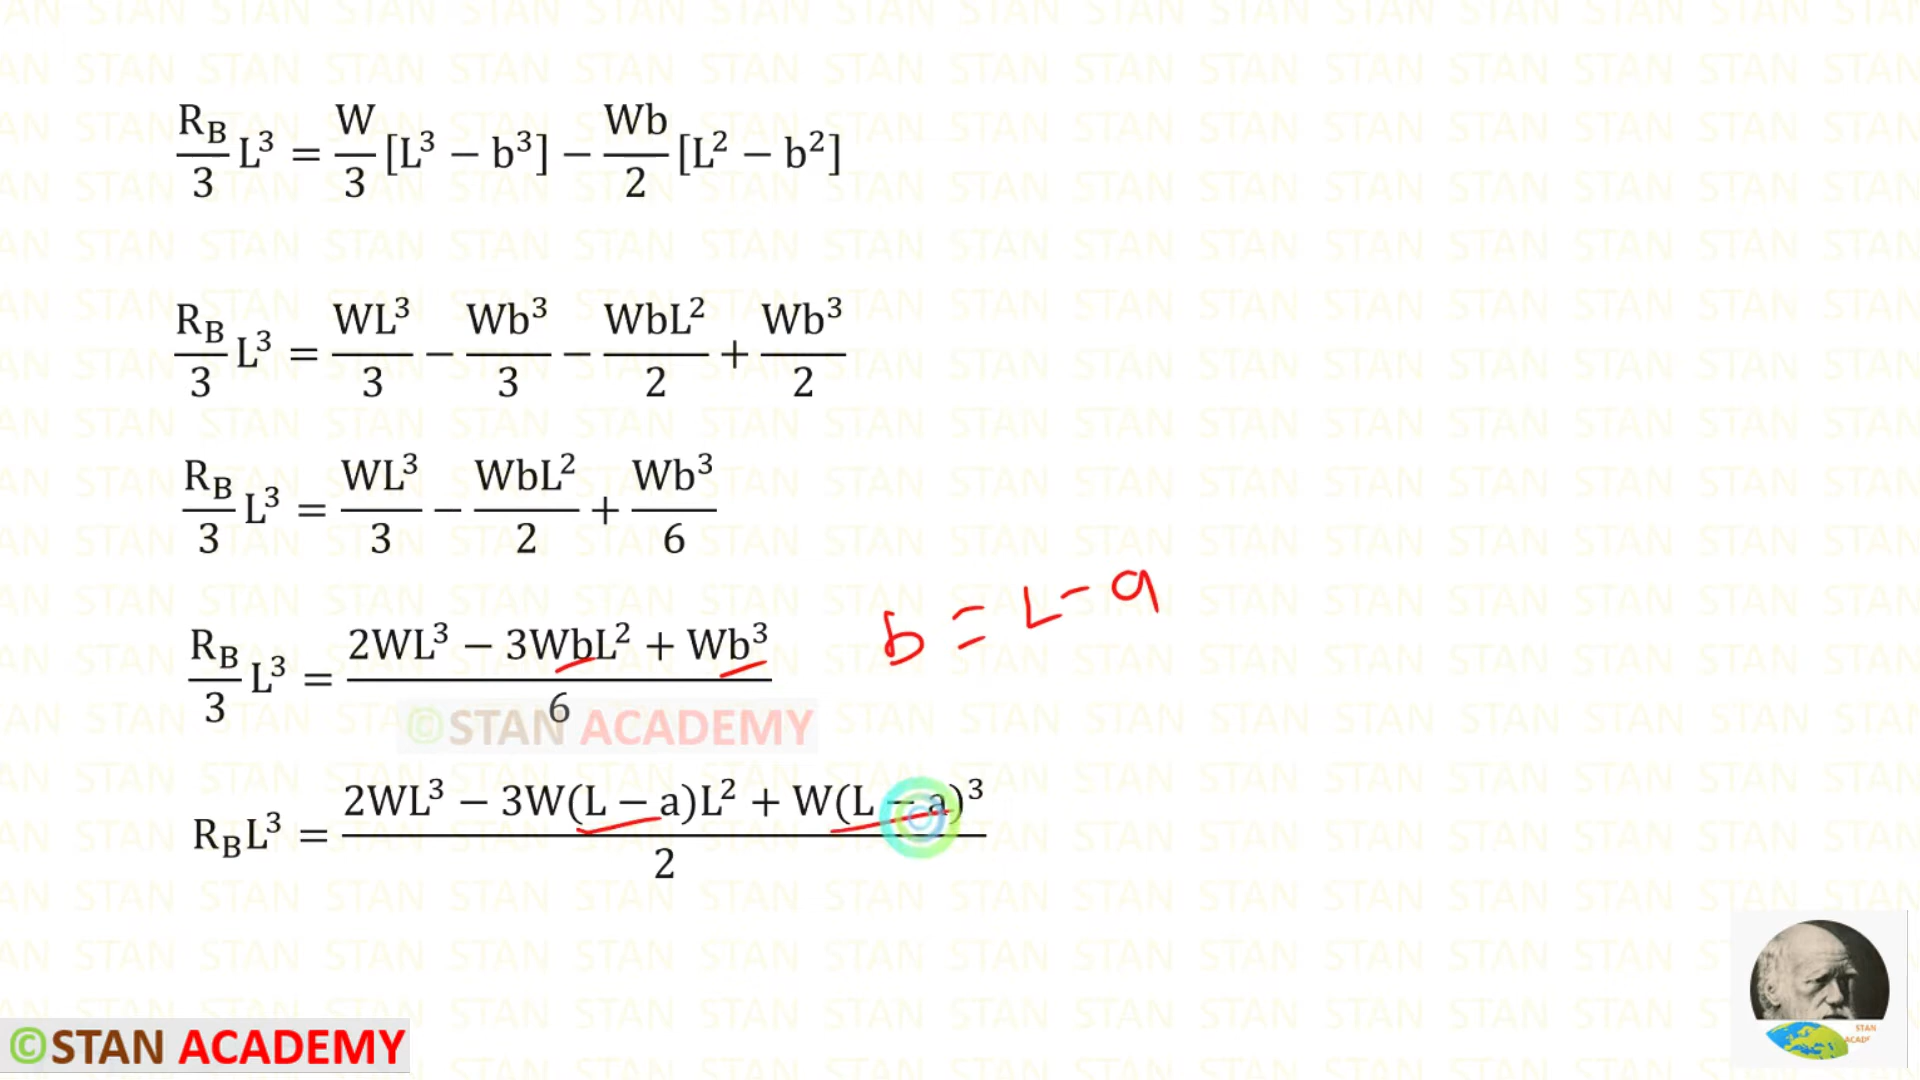 R_B/3 L³ = W/3 [L³ − b³] − Wb/2 [L² − b²]
R_B/3 L³ = WL³/3 − Wb³/3 − WbL²/2 + Wb³/2
R_B/3 L³ = WL³/3 − WbL²/2 + Wb³/6
b = L - a
R_B/3 L³ = (2WL³ − 3WbL² + Wb³)/6
©STAN ACADEMY
R_B L³ = (2WL³ − 3W(L − a)L² + W(L − a)³)/2
©STAN ACADEMY
STAN